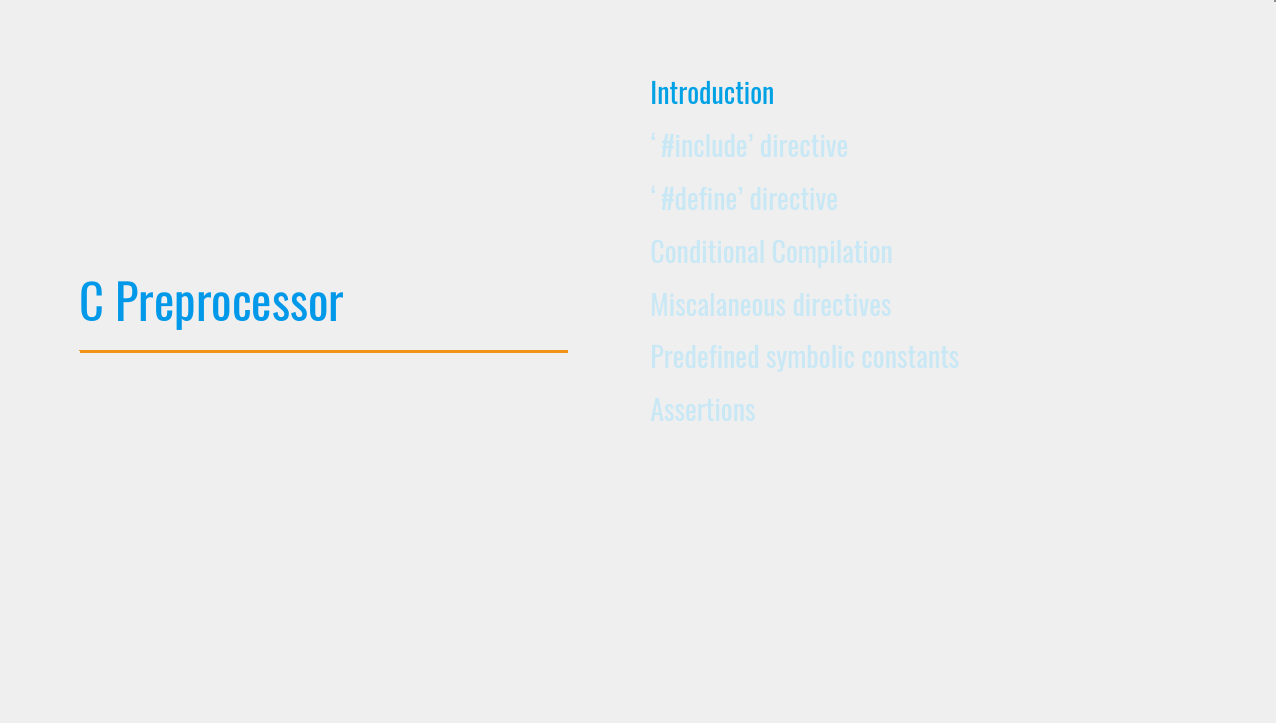 C Preprocessor
Introduction
‘ #include’ directive
‘ #define’ directive
Conditional Compilation
Miscalaneous directives
Predefined symbolic constants
Assertions